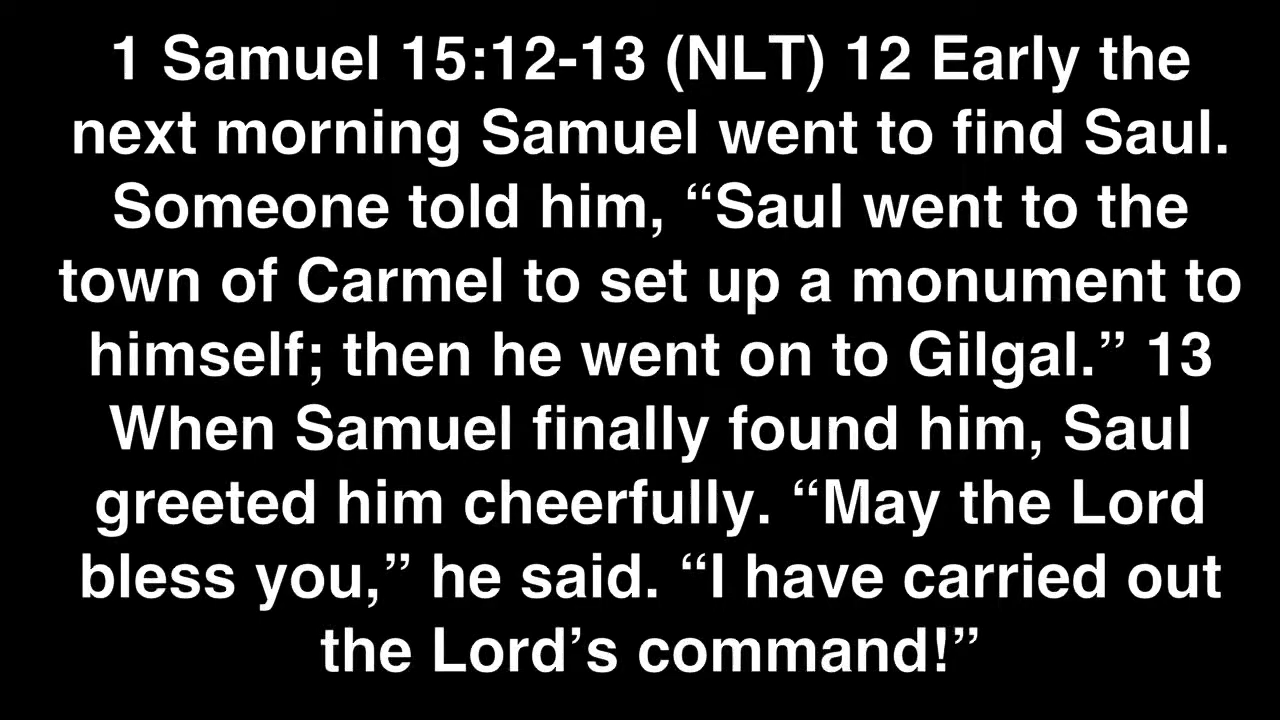 1 Samuel 15:12-13 (NLT) 12 Early the
next morning Samuel went to find Saul.
Someone told him, “Saul went to the
town of Carmel to set up a monument to
himself; then he went on to Gilgal.” 13
When Samuel finally found him, Saul
greeted him cheerfully. “May the Lord
bless you,” he said. “I have carried out
the Lord’s command!”